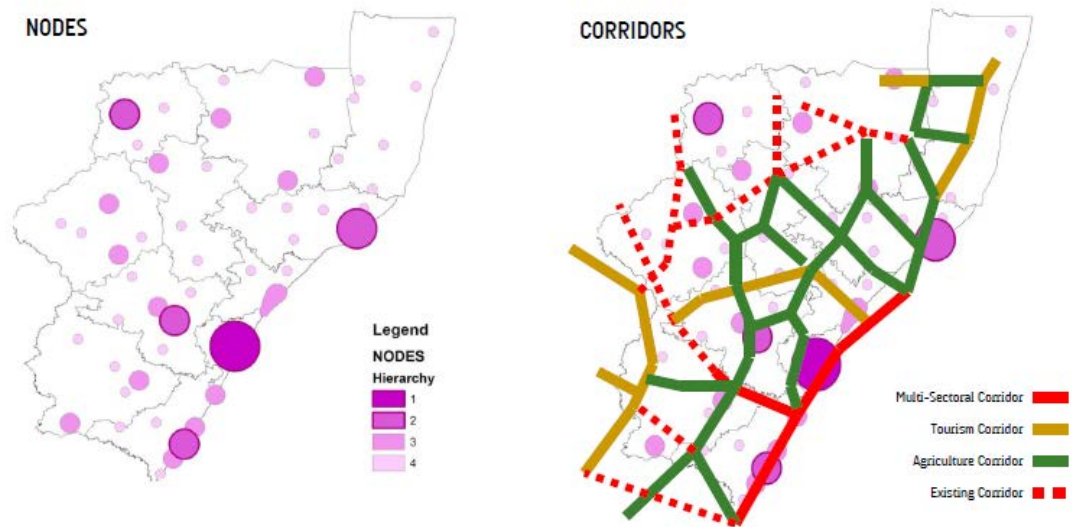 NODES
CORRIDORS
Legend
NODES
Hierarchy
1
2
3
4
Multi-Sectoral Corridor
Tourism Corridor
Agriculture Corridor
Existing Corridor